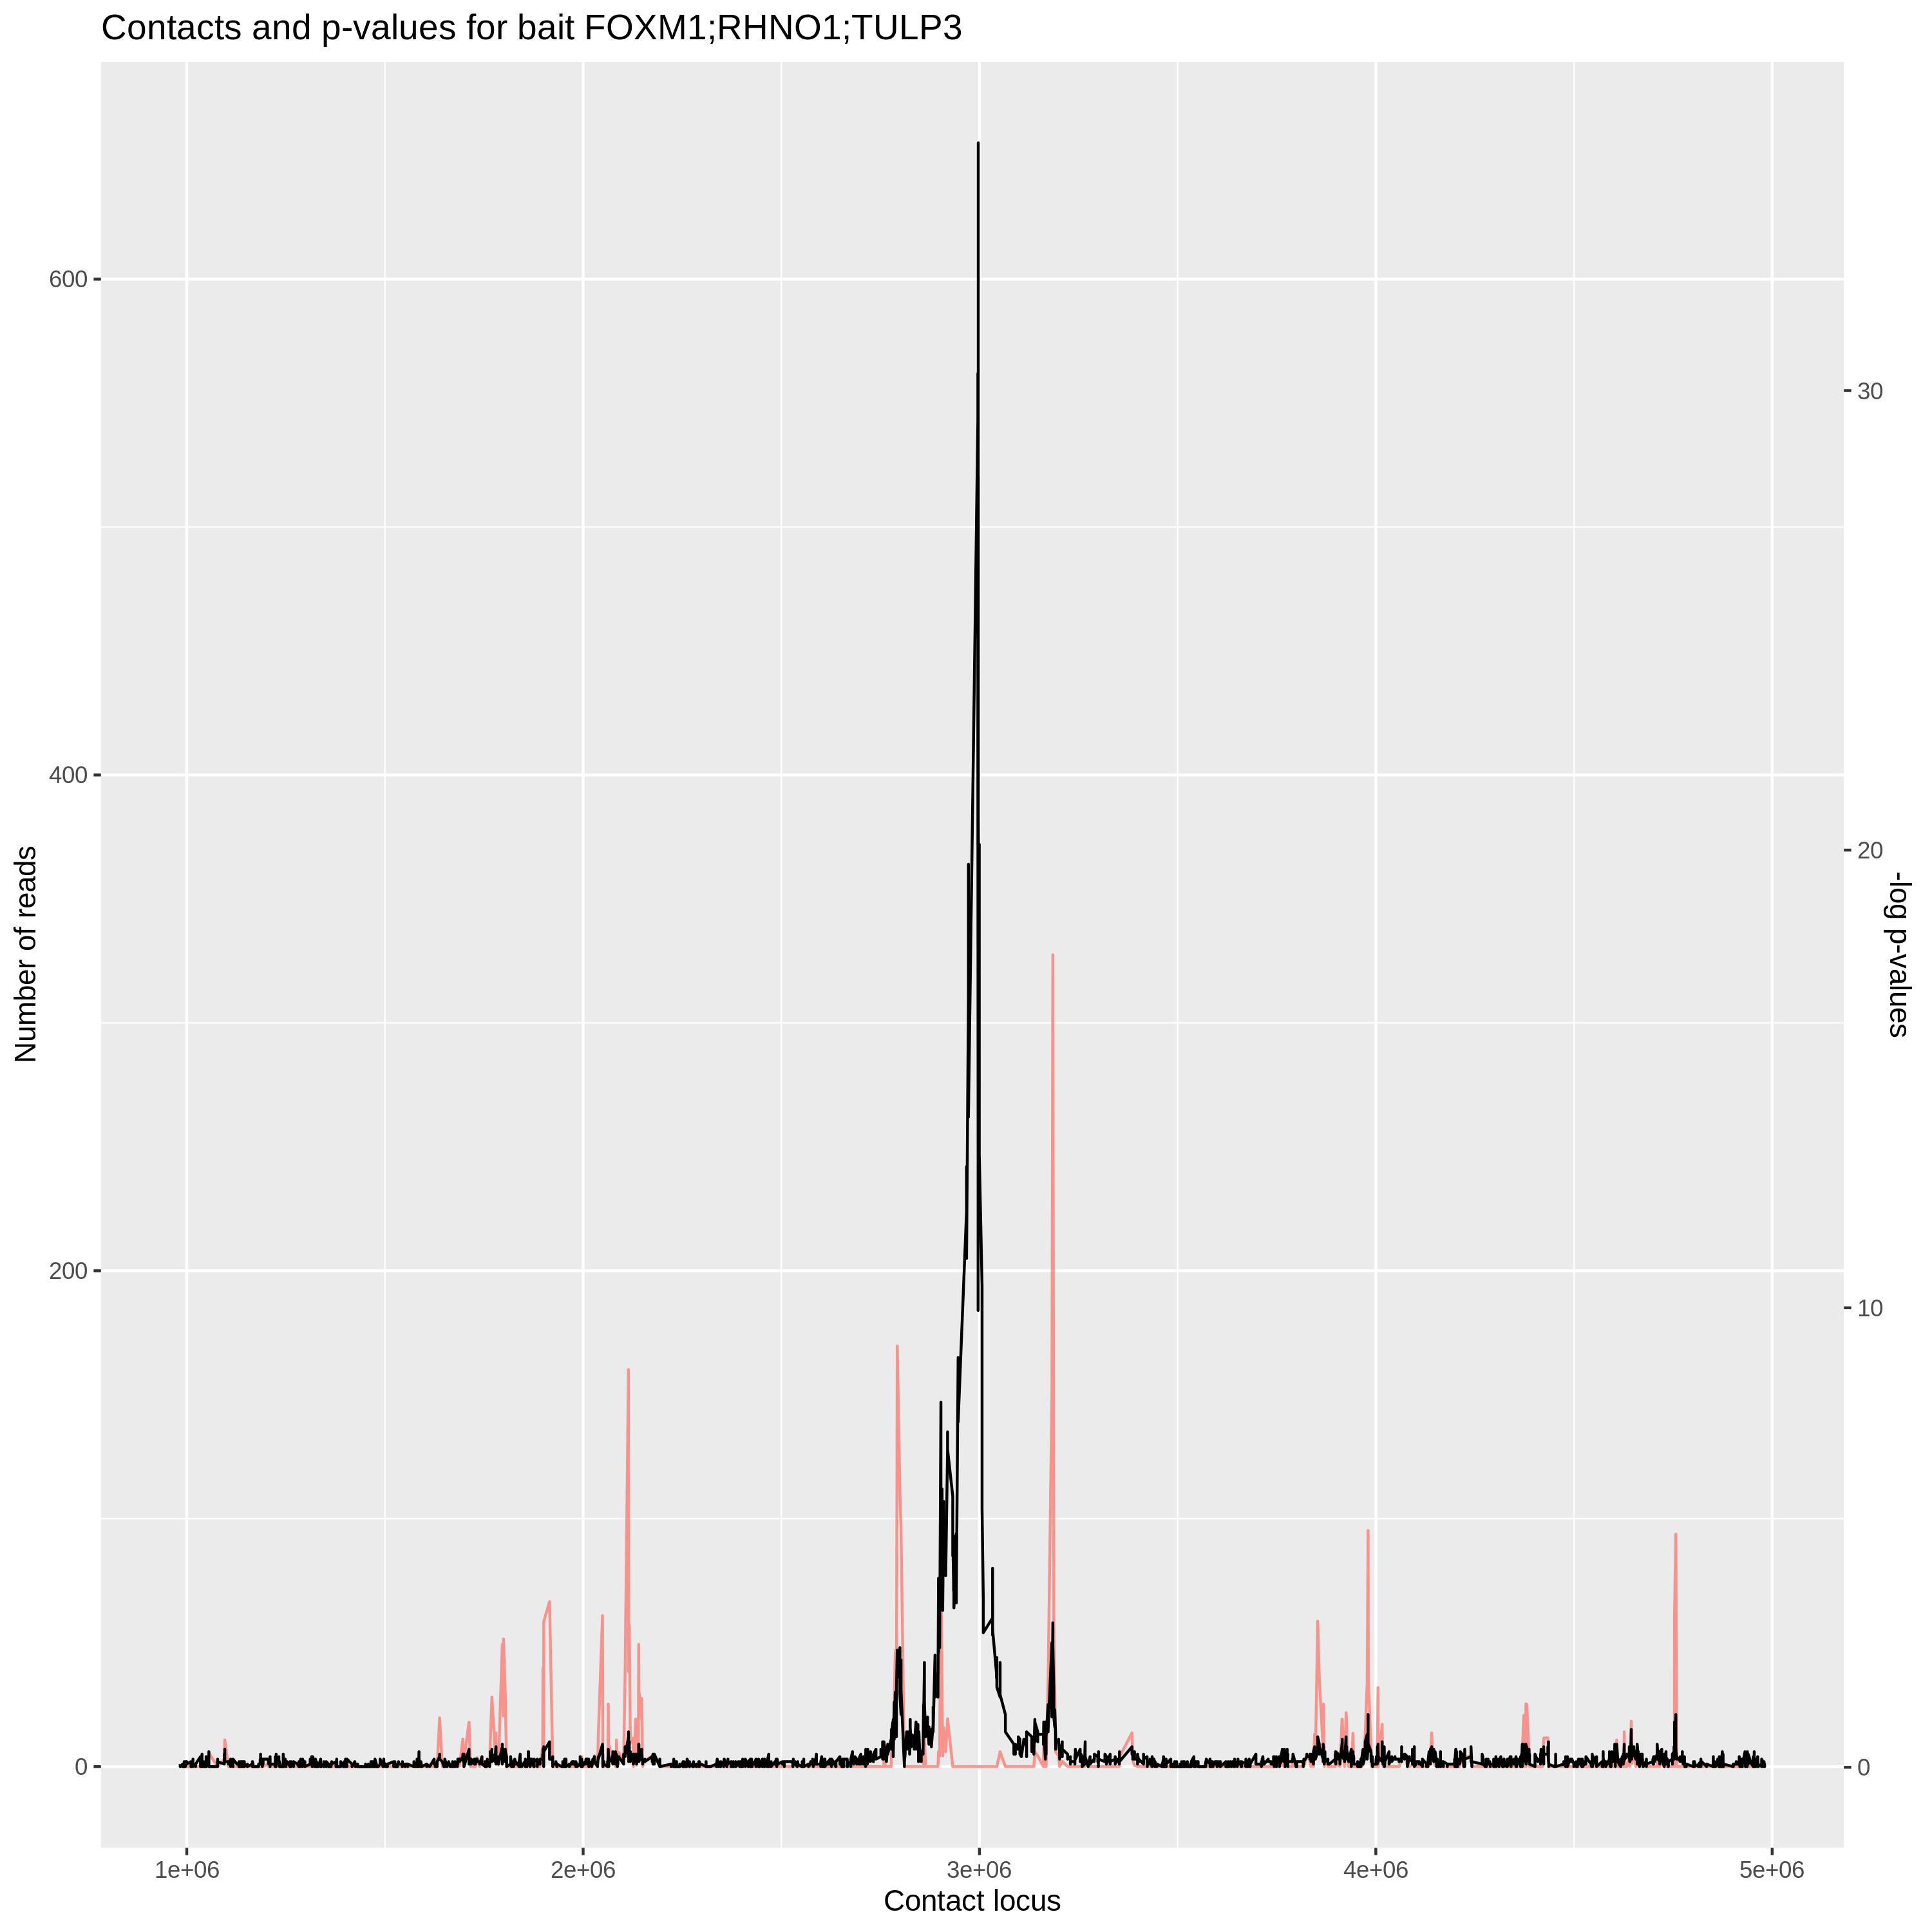 Contacts and p-values for bait FOXM1;RHNO1;TULP3
600
400
200
0
Number of reads
30
20
10
0
-log p-values
1e+06
2e+06
3e+06
4e+06
5e+06
Contact locus